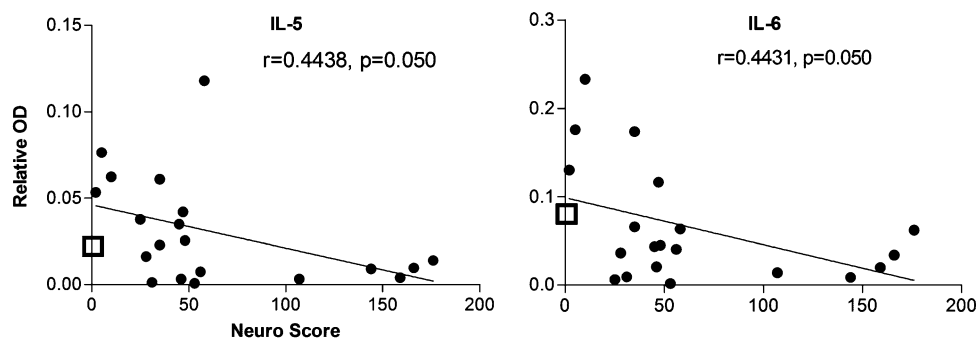 IL-5
r=0.4438, p=0.050
0.15
0.10
0.05
0.00
Relative OD
0 50 100 150 200
Neuro Score
IL-6
r=0.4431, p=0.050
0.3
0.2
0.1
0.0
0 50 100 150 200